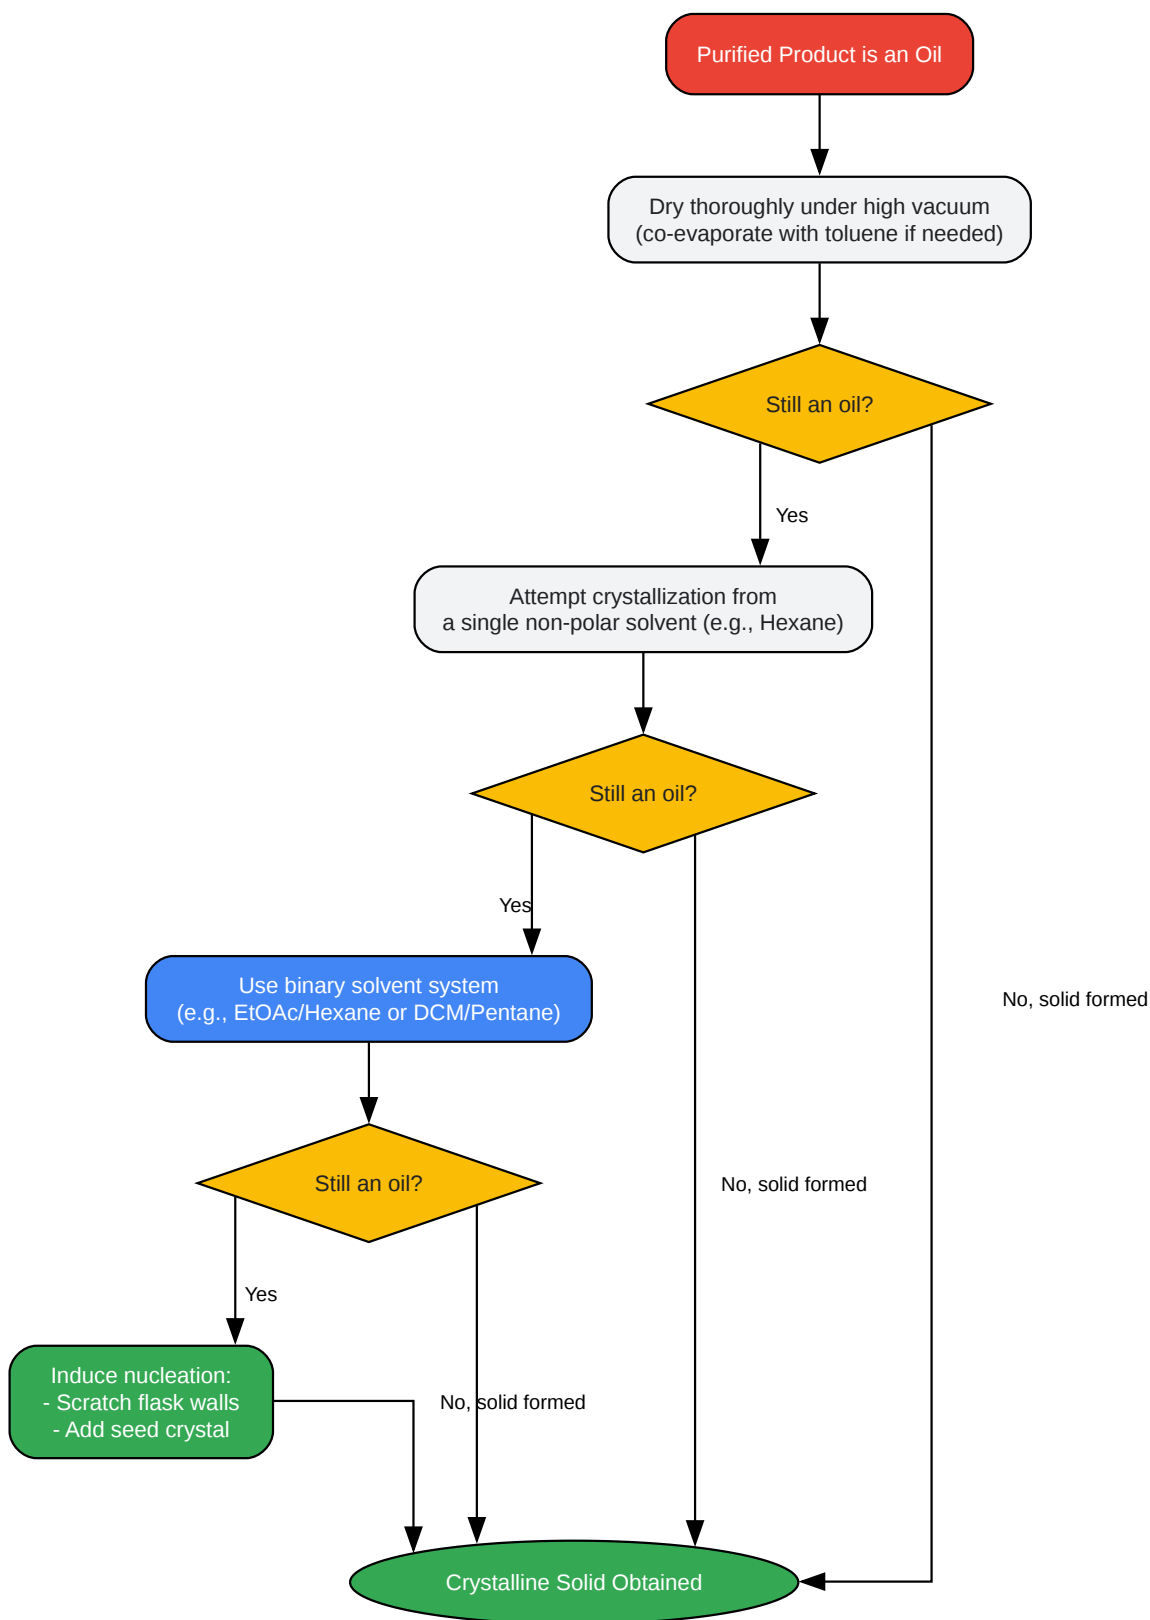 Purified Product is an Oil
Dry thoroughly under high vacuum
(co-evaporate with toluene if needed)
Still an oil?
Yes
Attempt crystallization from
a single non-polar solvent (e.g., Hexane)
Still an oil?
Yes
Use binary solvent system
(e.g., EtOAc/Hexane or DCM/Pentane)
No, solid formed
Still an oil?
No, solid formed
Yes
Induce nucleation:
- Scratch flask walls
- Add seed crystal
No, solid formed
Crystalline Solid Obtained